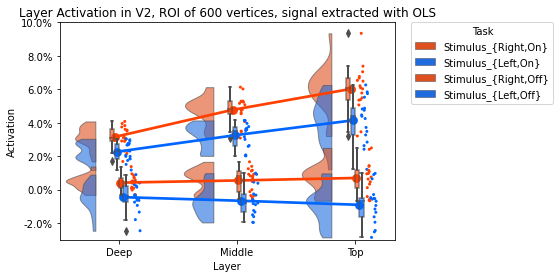 Layer Activation in V2, ROI of 600 vertices, signal extracted with OLS
10.0%
8.0%
6.0%
4.0%
2.0%
0.0%
-2.0%
Activation
Deep
Middle
Top
Layer
Task
Stimulus_{Right,On}
Stimulus_{Left,On}
Stimulus_{Right,Off}
Stimulus_{Left,Off}